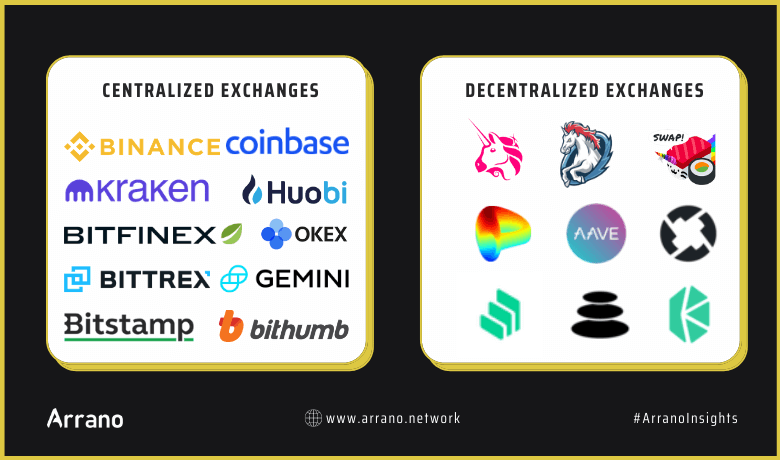 CENTRALIZED EXCHANGES
BINANCE coinbase
kraken Huobi
BITFINEX OKEX
BITTREX GEMINI
Bitstamp bithumb
DECENTRALIZED EXCHANGES
SWAP!
AAVE
Arrano
www.arrano.network
#ArranoInsights